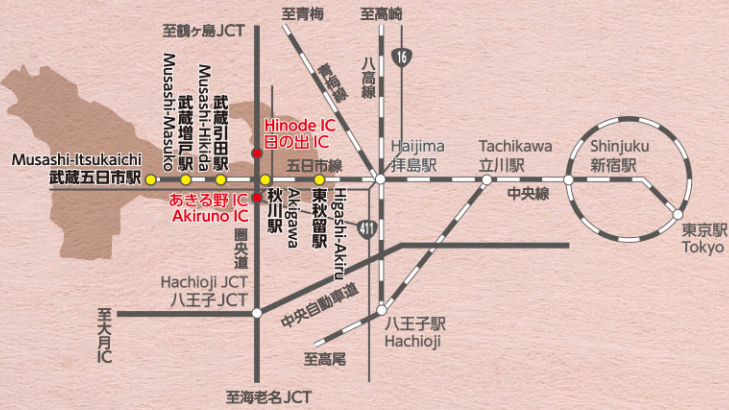 至鶴ヶ島JCT
至青梅
至高崎
16
青梅線
八高線
Musashi-Masuko
武蔵増戸駅
Musashi-Hikida
武蔵引田駅
Hinode IC
日の出 IC
Musashi-Itsukaichi
武蔵五日市駅
五日市線
Haijima
拝島駅
Tachikawa
立川駅
Shinjuku
新宿駅
中央線
あきる野 IC
Akiruno IC
秋川駅
Akigawa
東秋留駅
Higashi-Akiru
411
東京駅
Tokyo
圏央道
Hachioji JCT
八王子JCT
中央自動車道
至大月IC
八王子駅
Hachioji
至高尾
至海老名JCT